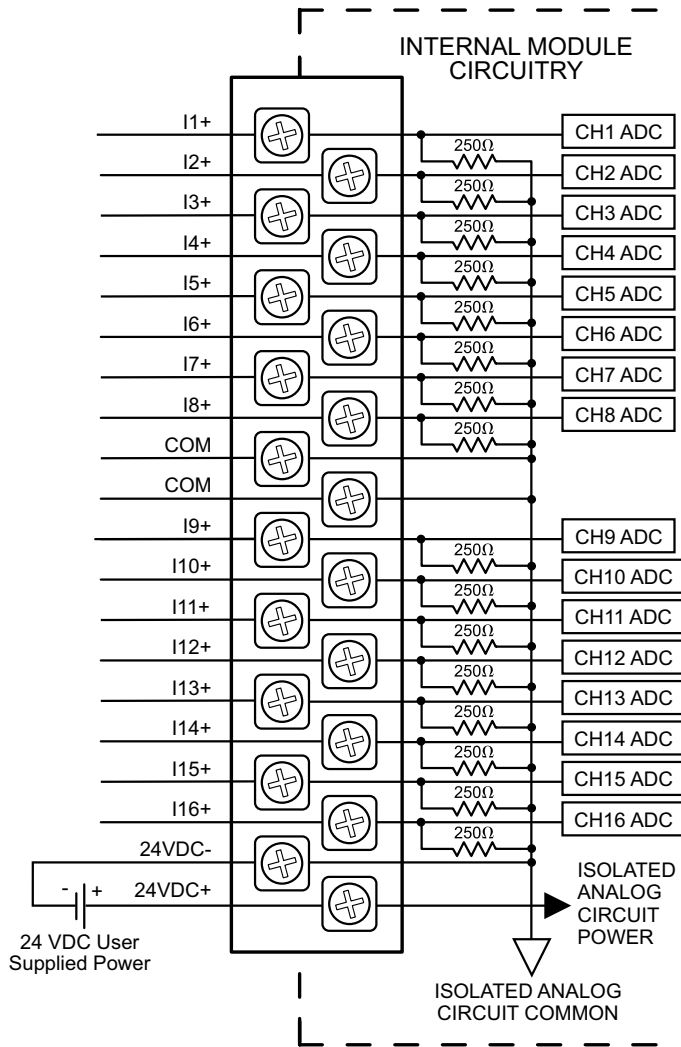 INTERNAL MODULE
CIRCUITRY
I1+
CH1 ADC
250Ω
I2+
CH2 ADC
250Ω
I3+
CH3 ADC
250Ω
I4+
CH4 ADC
250Ω
I5+
CH5 ADC
250Ω
I6+
CH6 ADC
250Ω
I7+
CH7 ADC
250Ω
I8+
CH8 ADC
250Ω
COM
COM
I9+
CH9 ADC
250Ω
I10+
CH10 ADC
250Ω
I11+
CH11 ADC
250Ω
I12+
CH12 ADC
250Ω
I13+
CH13 ADC
250Ω
I14+
CH14 ADC
250Ω
I15+
CH15 ADC
250Ω
I16+
CH16 ADC
250Ω
24VDC-
- +
24VDC+
24 VDC User
Supplied Power
ISOLATED
ANALOG
CIRCUIT
POWER
ISOLATED ANALOG
CIRCUIT COMMON